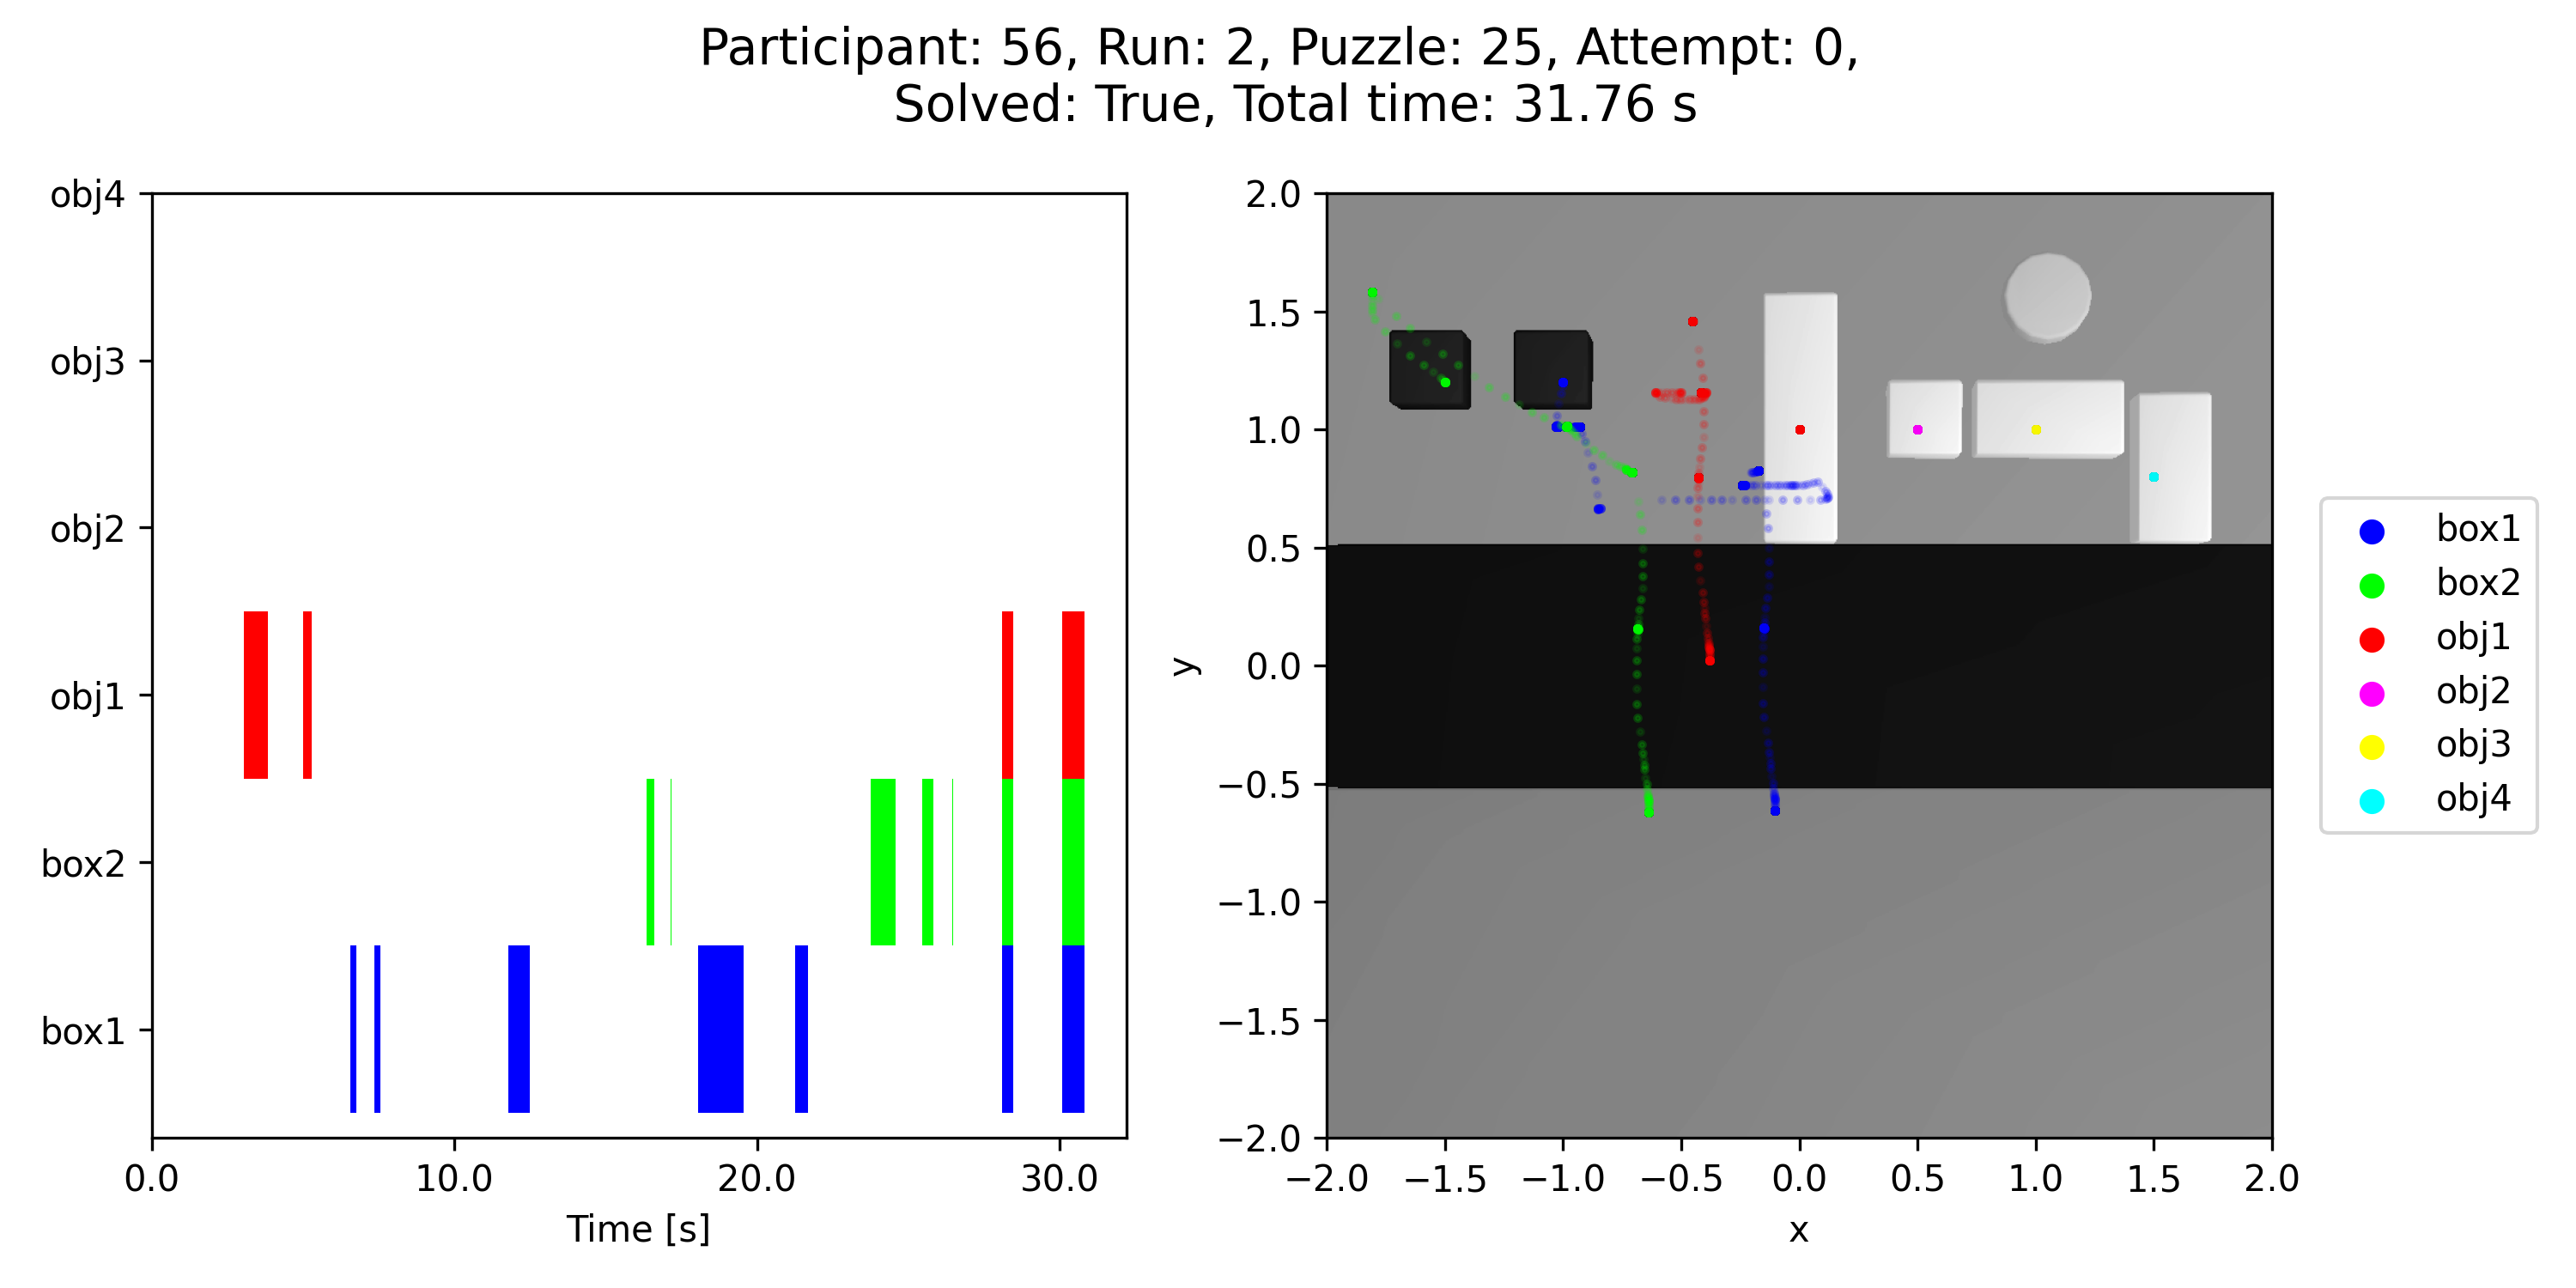 Participant: 56, Run: 2, Puzzle: 25, Attempt: 0,
Solved: True, Total time: 31.76 s
obj4
obj3
obj2
obj1
box2
box1
0.0 10.0 20.0 30.0
Time [s]
2.0
1.5
1.0
0.5
0.0
−0.5
−1.0
−1.5
−2.0
y
−2.0 −1.5 −1.0 −0.5 0.0 0.5 1.0 1.5 2.0
x
box1
box2
obj1
obj2
obj3
obj4